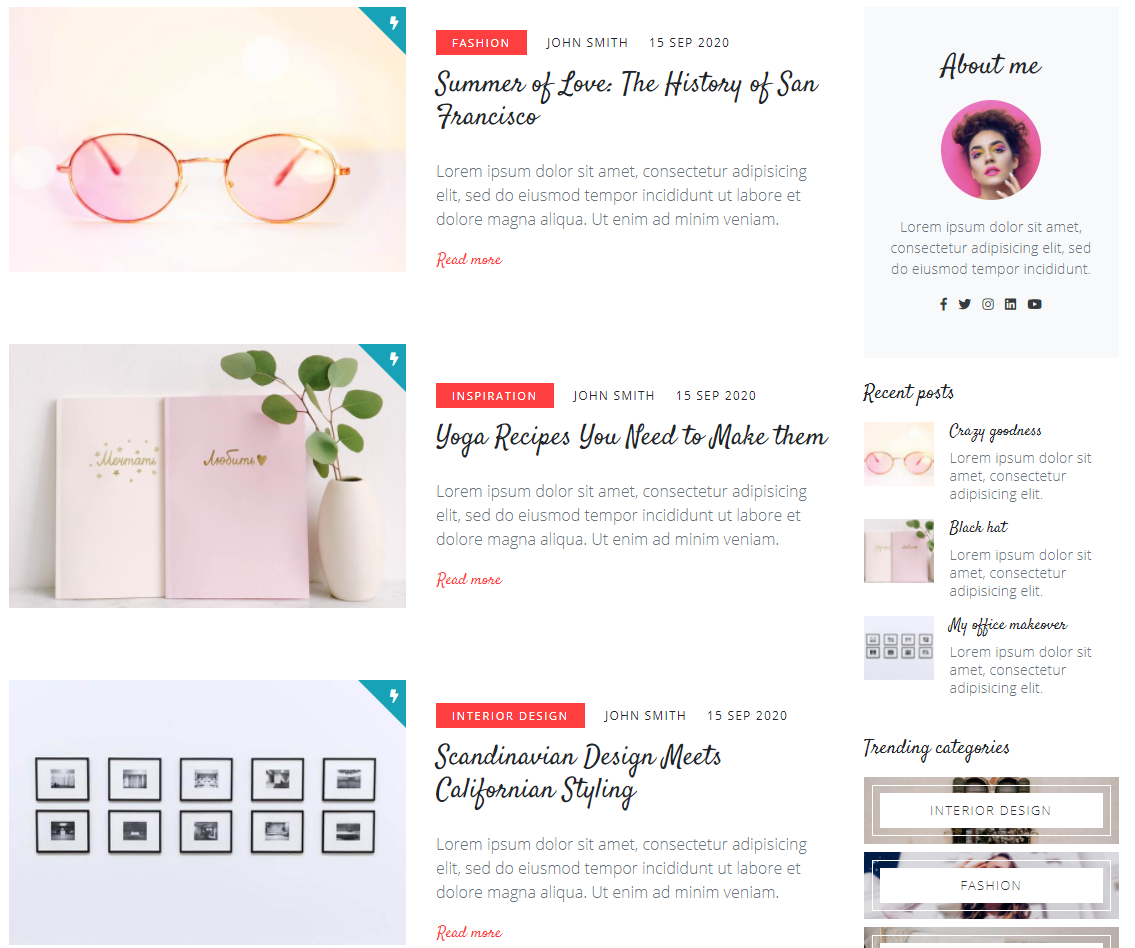 FASHION JOHN SMITH 15 SEP 2020
Summer of Love: The History of San
Francisco
Lorem ipsum dolor sit amet, consectetur adipisicing
elit, sed do eiusmod tempor incididunt ut labore et
dolore magna aliqua. Ut enim ad minim veniam.
Read more
Мечтать
Любить
INSPIRATION JOHN SMITH 15 SEP 2020
Yoga Recipes You Need to Make them
Lorem ipsum dolor sit amet, consectetur adipisicing
elit, sed do eiusmod tempor incididunt ut labore et
dolore magna aliqua. Ut enim ad minim veniam.
Read more
INTERIOR DESIGN JOHN SMITH 15 SEP 2020
Scandinavian Design Meets
Californian Styling
Lorem ipsum dolor sit amet, consectetur adipisicing
elit, sed do eiusmod tempor incididunt ut labore et
dolore magna aliqua. Ut enim ad minim veniam.
Read more
About me
Lorem ipsum dolor sit amet,
consectetur adipisicing elit, sed
do eiusmod tempor incididunt.
Recent posts
Crazy goodness
Lorem ipsum dolor sit
amet, consectetur
adipisicing elit.
Black hat
Lorem ipsum dolor sit
amet, consectetur
adipisicing elit.
My office makeover
Lorem ipsum dolor sit
amet, consectetur
adipisicing elit.
Trending categories
INTERIOR DESIGN
FASHION